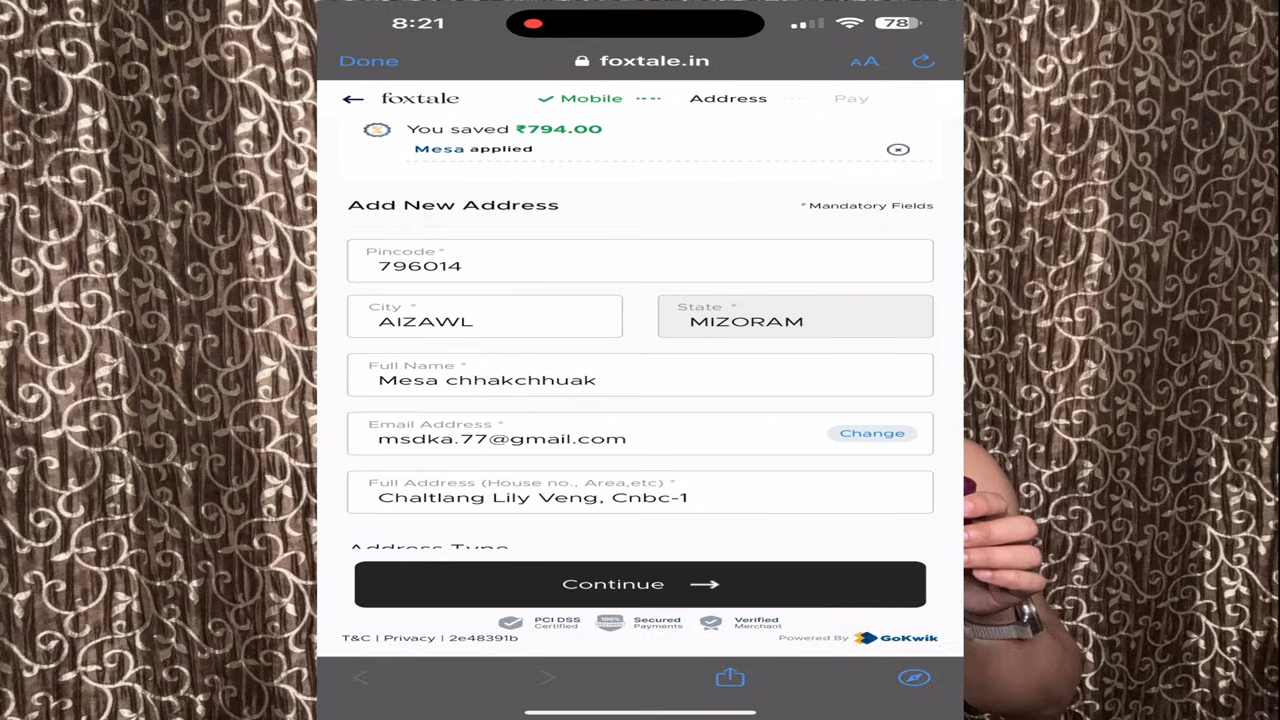 8:21
78
Done
foxtale.in
AA
foxtale
Mobile
Address
Pay
You saved ₹794.00
Mesa applied
Add New Address
* Mandatory Fields
Pincode *
796014
City *
AIZAWL
State *
MIZORAM
Full Name *
Mesa chhakchhuak
Email Address *
msdka.77@gmail.com
Change
Full Address (House no., Area,etc) *
Chaltlang Lily Veng, Cnbc-1
Address Type
Continue
PCI DSS
Certified
100%
Secured
Payments
Verified
Merchant
T&C | Privacy | 2e48391b
Powered By GoKwik